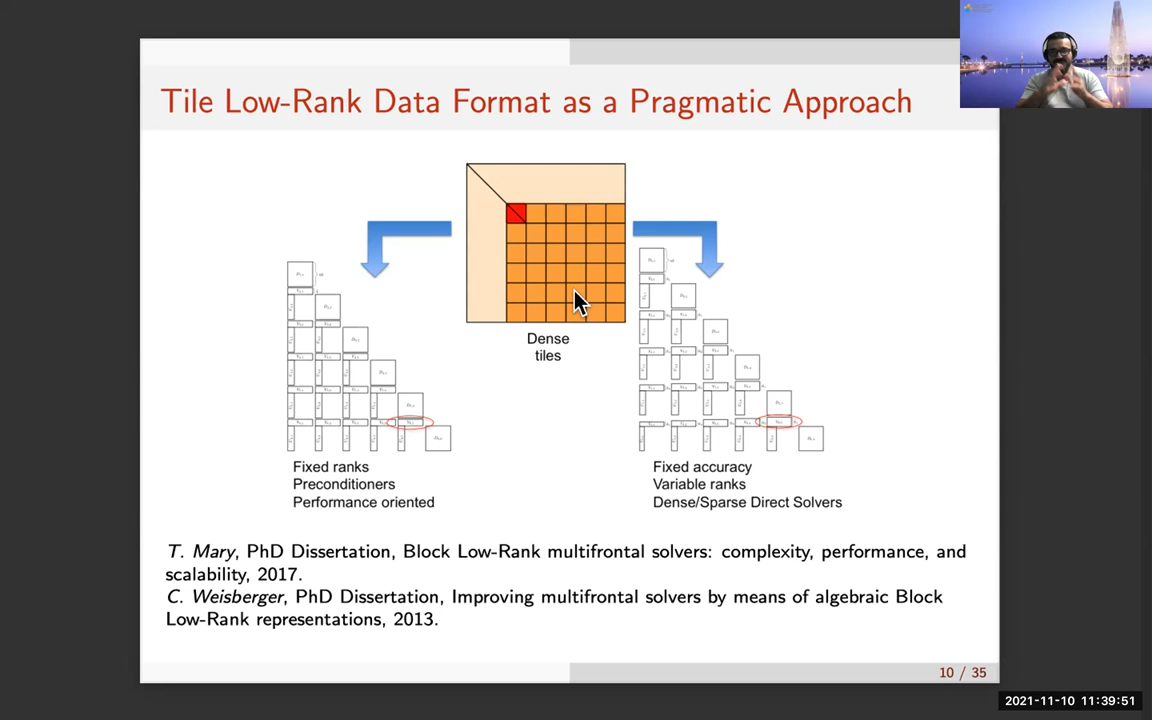 Tile Low-Rank Data Format as a Pragmatic Approach
Dense
tiles
Fixed ranks
Preconditioners
Performance oriented
Fixed accuracy
Variable ranks
Dense/Sparse Direct Solvers
T. Mary, PhD Dissertation, Block Low-Rank multifrontal solvers: complexity, performance, and
scalability, 2017.
C. Weisberger, PhD Dissertation, Improving multifrontal solvers by means of algebraic Block
Low-Rank representations, 2013.
10 / 35
2021-11-10 11:39:51